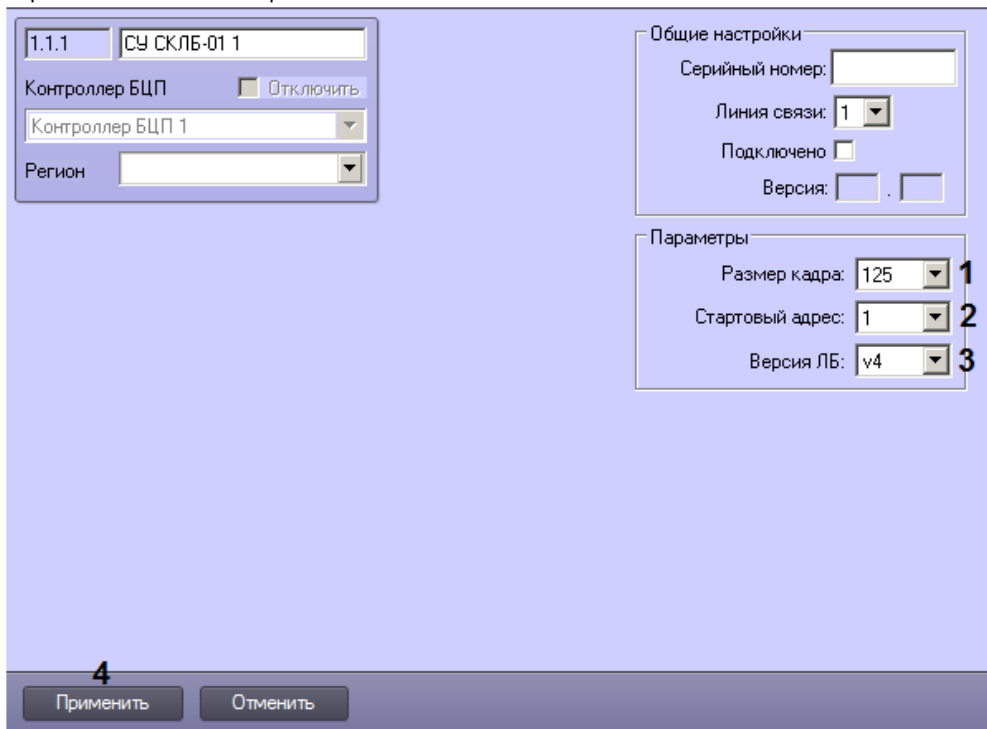 1.1.1 СУ СКЛБ-01 1
Контроллер БЦП Отключить
Контроллер БЦП 1
Регион
Общие настройки
Серийный номер:
Линия связи: 1
Подключено
Версия: .
Параметры
Размер кадра: 125 1
Стартовый адрес: 1 2
Версия ЛБ: v4 3
4
Применить Отменить